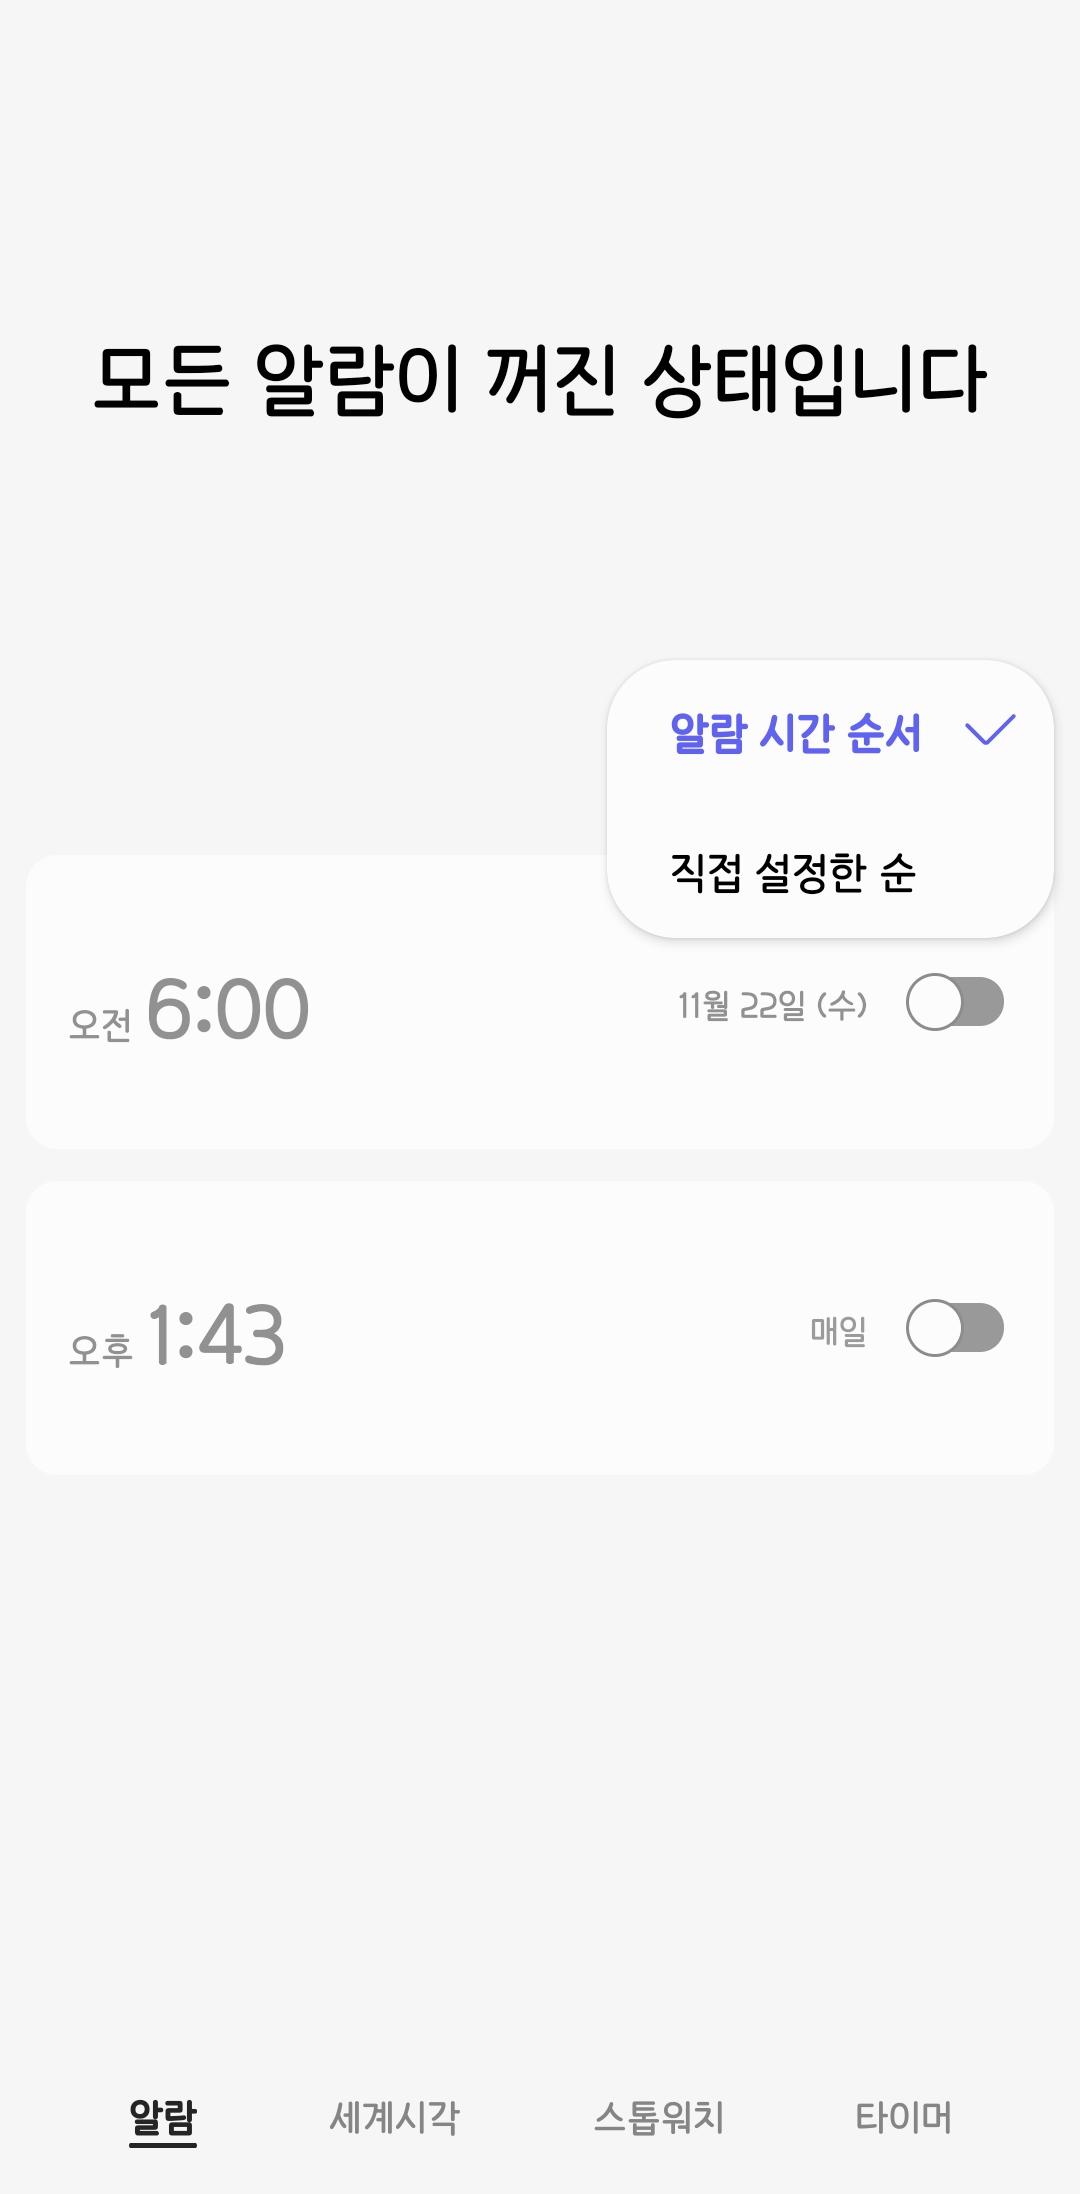 모든 알람이 꺼진 상태입니다
알람 시간 순서
직접 설정한 순
오전 6:00 11월 22일 (수)
오후 1:43 매일
알람 세계시각 스톱워치 타이머